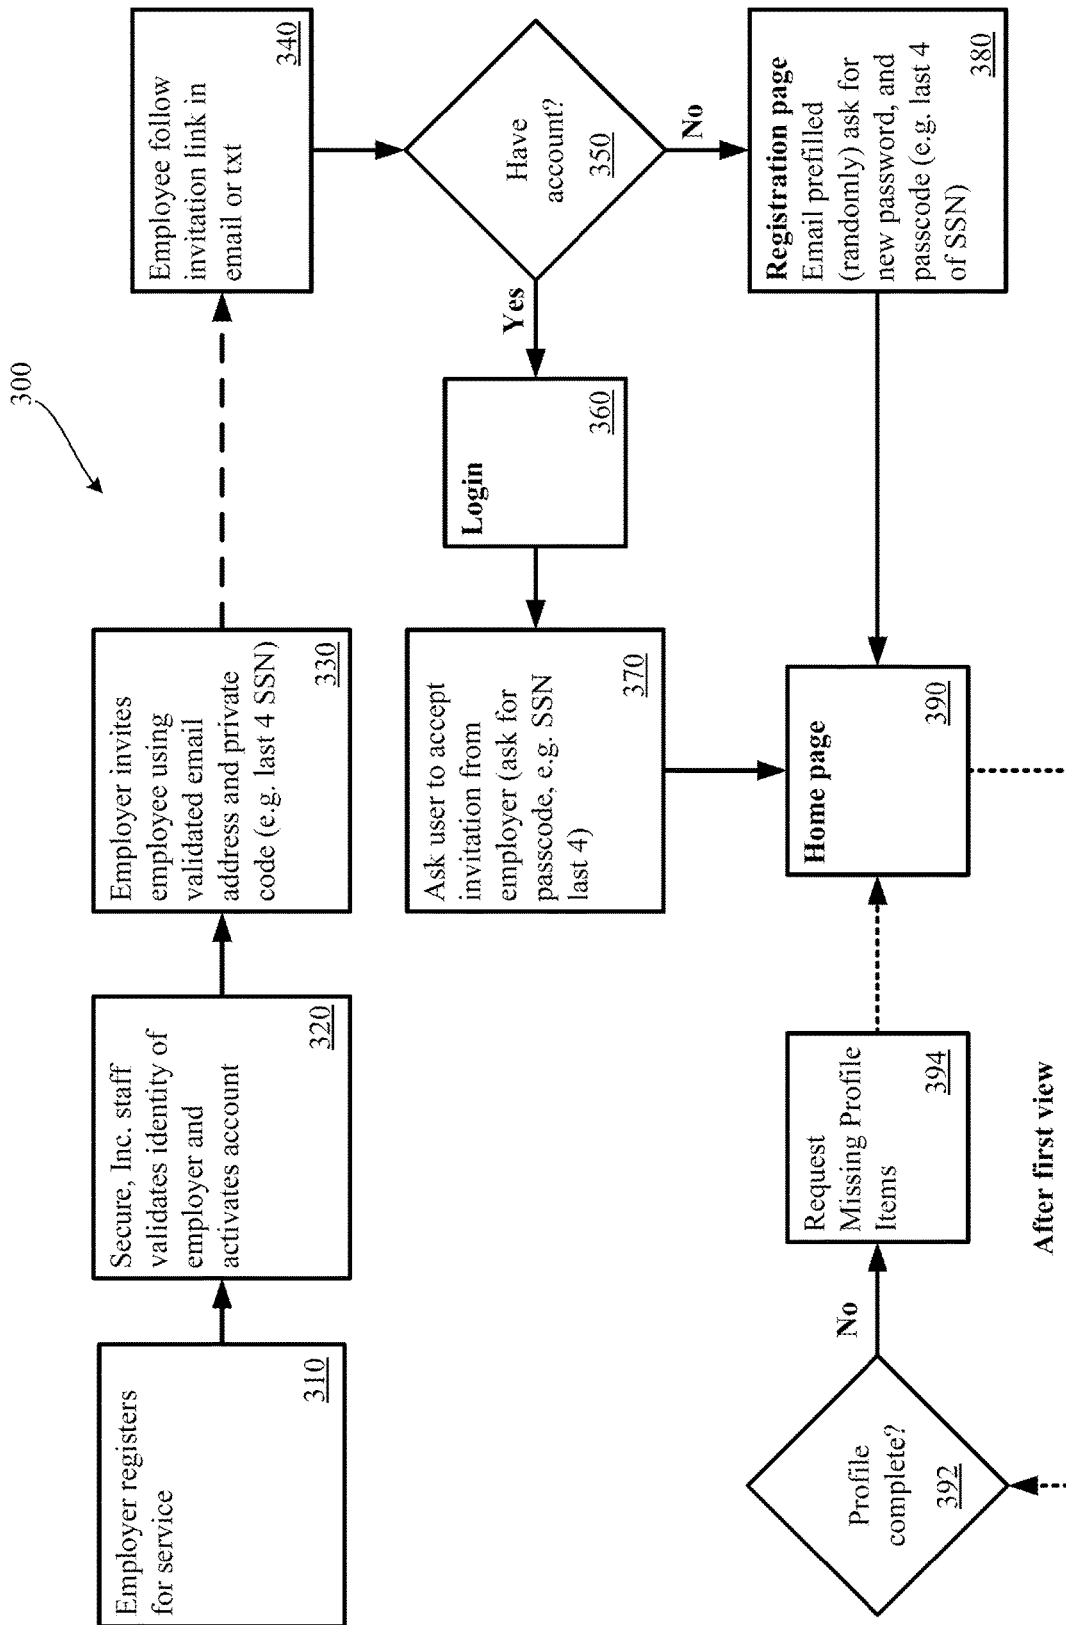 300
Employer registers
for service
310
Secure, Inc. staff
validates identity of
employer and
activates account
320
Employer invites
employee using
validated email
address and private
code (e.g. last 4 SSN)
330
Employee follow
invitation link in
email or txt
340
Have
account?
350
Yes
No
Login
360
Ask user to accept
invitation from
employer (ask for
passcode, e.g. SSN
last 4)
370
Registration page
Email prefilled
(randomly) ask for
new password, and
passcode (e.g. last 4
of SSN)
380
Home page
390
Profile
complete?
392
No
Request
Missing Profile
Items
394
After first view